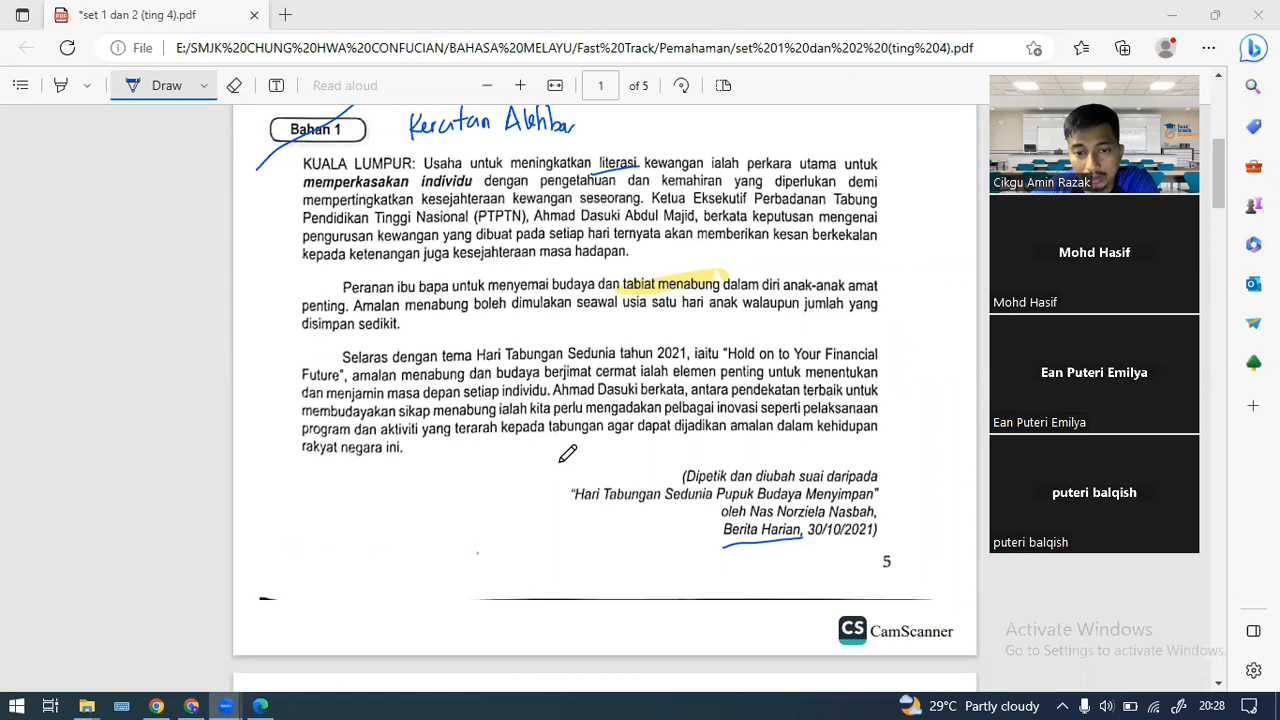 *set 1 dan 2 (ting 4).pdf
File E:/SMJK%20CHUNG%20HWA%20CONFUCIAN/BAHASA%20MELAYU/Fast%20Track/Pemahaman/set%201%20dan%202%20(ting%204).pdf
Draw Read aloud 1 of 5
Kercatan Alchbar
Bahan 1
KUALA LUMPUR: Usaha untuk meningkatkan literasi kewangan ialah perkara utama untuk
memperkasakan individu dengan pengetahuan dan kemahiran yang diperlukan demi
mempertingkatkan kesejahteraan kewangan seseorang. Ketua Eksekutif Perbadanan Tabung
Pendidikan Tinggi Nasional (PTPTN), Ahmad Dasuki Abdul Majid, berkata keputusan mengenai
pengurusan kewangan yang dibuat pada setiap hari ternyata akan memberikan kesan berkekalan
kepada ketenangan juga kesejahteraan masa hadapan.
Peranan ibu bapa untuk menyemai budaya dan tabiat menabung dalam diri anak-anak amat
penting. Amalan menabung boleh dimulakan seawal usia satu hari anak walaupun jumlah yang
disimpan sedikit.
Selaras dengan tema Hari Tabungan Sedunia tahun 2021, iaitu “Hold on to Your Financial
Future”, amalan menabung dan budaya berjimat cermat ialah elemen penting untuk menentukan
dan menjamin masa depan setiap individu. Ahmad Dasuki berkata, antara pendekatan terbaik untuk
membudayakan sikap menabung ialah kita perlu mengadakan pelbagai inovasi seperti pelaksanaan
program dan aktiviti yang terarah kepada tabungan agar dapat dijadikan amalan dalam kehidupan
rakyat negara ini.
(Dipetik dan diubah suai daripada
“Hari Tabungan Sedunia Pupuk Budaya Menyimpan”
oleh Nas Norziela Nasbah,
Berita Harian, 30/10/2021)
5
CS CamScanner
Cikgu Amin Razak
Mohd Hasif
Mohd Hasif
Ean Puteri Emilya
Ean Puteri Emilya
puteri balqish
puteri balqish
Activate Windows
Go to Settings to activate Windows.
29°C Partly cloudy 20:28